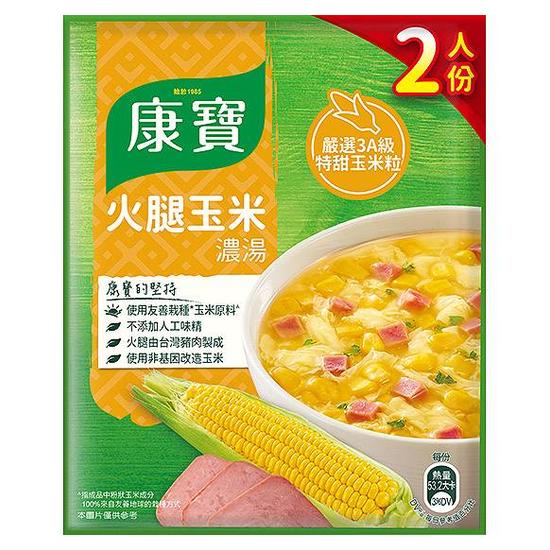 2人份
始於1985
康寶
嚴選3A級
特甜玉米粒
火腿玉米
濃湯
康寶的堅持
使用友善栽種*玉米原料^
不添加人工味精
火腿由台灣豬肉製成
使用非基因改造玉米
每份
熱量
53.2大卡
3%DV
^指成品中粉狀玉米成分
100%來自友善地球的栽種方式
本圖片僅供參考